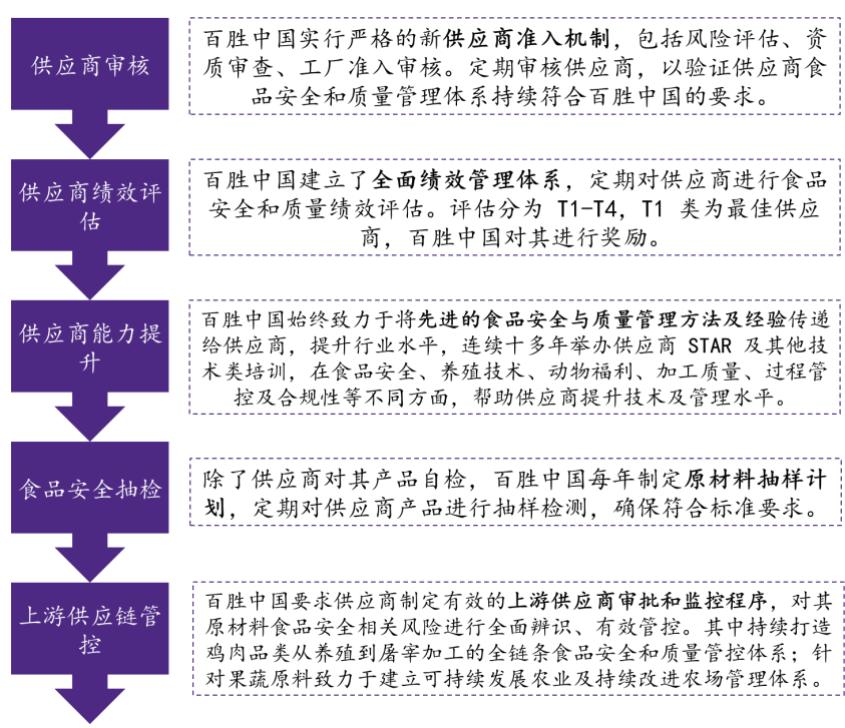 供应商审核
百胜中国实行严格的新供应商准入机制，包括风险评估、资
质审查、工厂准入审核。定期审核供应商，以验证供应商食
品安全和质量管理体系持续符合百胜中国的要求。
供应商绩效评
估
百胜中国建立了全面绩效管理体系，定期对供应商进行食品
安全和质量绩效评估。评估分为 T1-T4，T1 类为最佳供应
商，百胜中国对其进行奖励。
供应商能力提
升
百胜中国始终致力于将先进的食品安全与质量管理方法及经验传递
给供应商，提升行业水平，连续十多年举办供应商 STAR 及其他技
术类培训，在食品安全、养殖技术、动物福利、加工质量、过程管
控及合规性等不同方面，帮助供应商提升技术及管理水平。
食品安全抽检
除了供应商对其产品自检，百胜中国每年制定原材料抽样计
划，定期对供应商产品进行抽样检测，确保符合标准要求。
上游供应链管
控
百胜中国要求供应商制定有效的上游供应商审批和监控程序，对其
原材料食品安全相关风险进行全面辨识、有效管控。其中持续打造
鸡肉品类从养殖到屠宰加工的全链条食品安全和质量管控体系；针
对果蔬原料致力于建立可持续发展农业及持续改进农场管理体系。